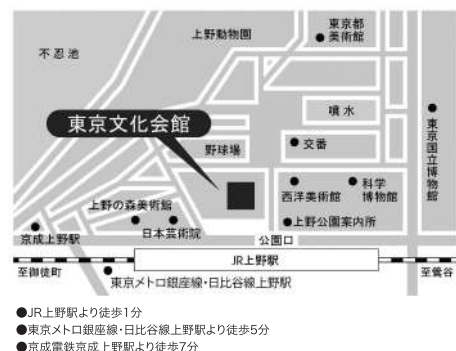 上野動物園
東京都
美術館
不忍池
噴水
東京文化会館
交番
東京国立博物館
野球場
西洋美術館
科学
博物館
上野の森美術館
日本芸術院
上野公園案内所
京成上野駅
公園口
JR上野駅
至御徒町
至鶯谷
東京メトロ銀座線・日比谷線上野駅
●JR上野駅より徒歩1分
●東京メトロ銀座線・日比谷線上野駅より徒歩5分
●京成電鉄京成上野駅より徒歩7分